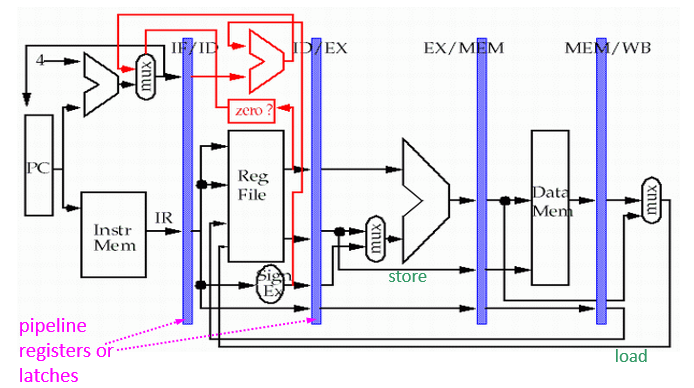 IF/ID
ID/EX
EX/MEM
MEM/WB
4
mux
zero ?
PC
Reg
File
Instr
Mem
IR
Data
Mem
mux
mux
Sign
Ex
store
pipeline
registers or
latches
load